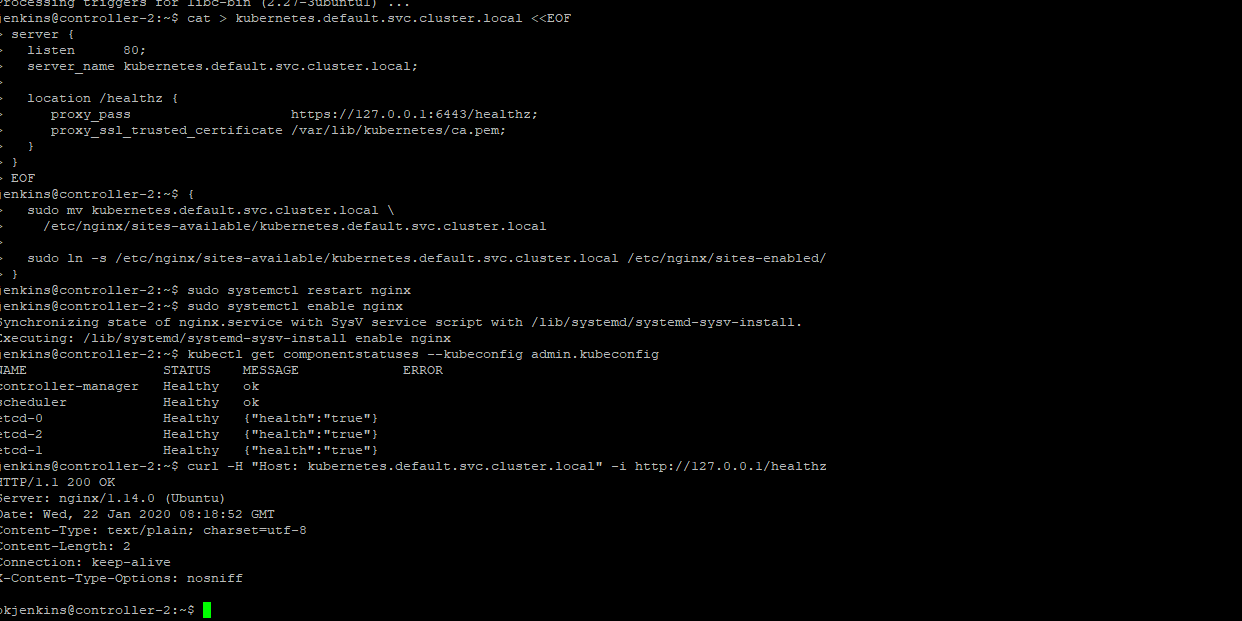 Processing triggers for libc-bin (2.27-3ubuntu1) ...
jenkins@controller-2:~$ cat > kubernetes.default.svc.cluster.local <<EOF
> server {
>   listen      80;
>   server_name kubernetes.default.svc.cluster.local;
>
>   location /healthz {
>      proxy_pass                    https://127.0.0.1:6443/healthz;
>      proxy_ssl_trusted_certificate /var/lib/kubernetes/ca.pem;
>   }
> }
> EOF
jenkins@controller-2:~$ {
>   sudo mv kubernetes.default.svc.cluster.local \
>     /etc/nginx/sites-available/kubernetes.default.svc.cluster.local
>
>   sudo ln -s /etc/nginx/sites-available/kubernetes.default.svc.cluster.local /etc/nginx/sites-enabled/
> }
jenkins@controller-2:~$ sudo systemctl restart nginx
jenkins@controller-2:~$ sudo systemctl enable nginx
Synchronizing state of nginx.service with SysV service script with /lib/systemd/systemd-sysv-install.
Executing: /lib/systemd/systemd-sysv-install enable nginx
jenkins@controller-2:~$ kubectl get componentstatuses --kubeconfig admin.kubeconfig
NAME                 STATUS    MESSAGE             ERROR
controller-manager   Healthy   ok
scheduler            Healthy   ok
etcd-0               Healthy   {"health":"true"}
etcd-2               Healthy   {"health":"true"}
etcd-1               Healthy   {"health":"true"}
jenkins@controller-2:~$ curl -H "Host: kubernetes.default.svc.cluster.local" -i http://127.0.0.1/healthz
HTTP/1.1 200 OK
Server: nginx/1.14.0 (Ubuntu)
Date: Wed, 22 Jan 2020 08:18:52 GMT
Content-Type: text/plain; charset=utf-8
Content-Length: 2
Connection: keep-alive
X-Content-Type-Options: nosniff

okjenkins@controller-2:~$